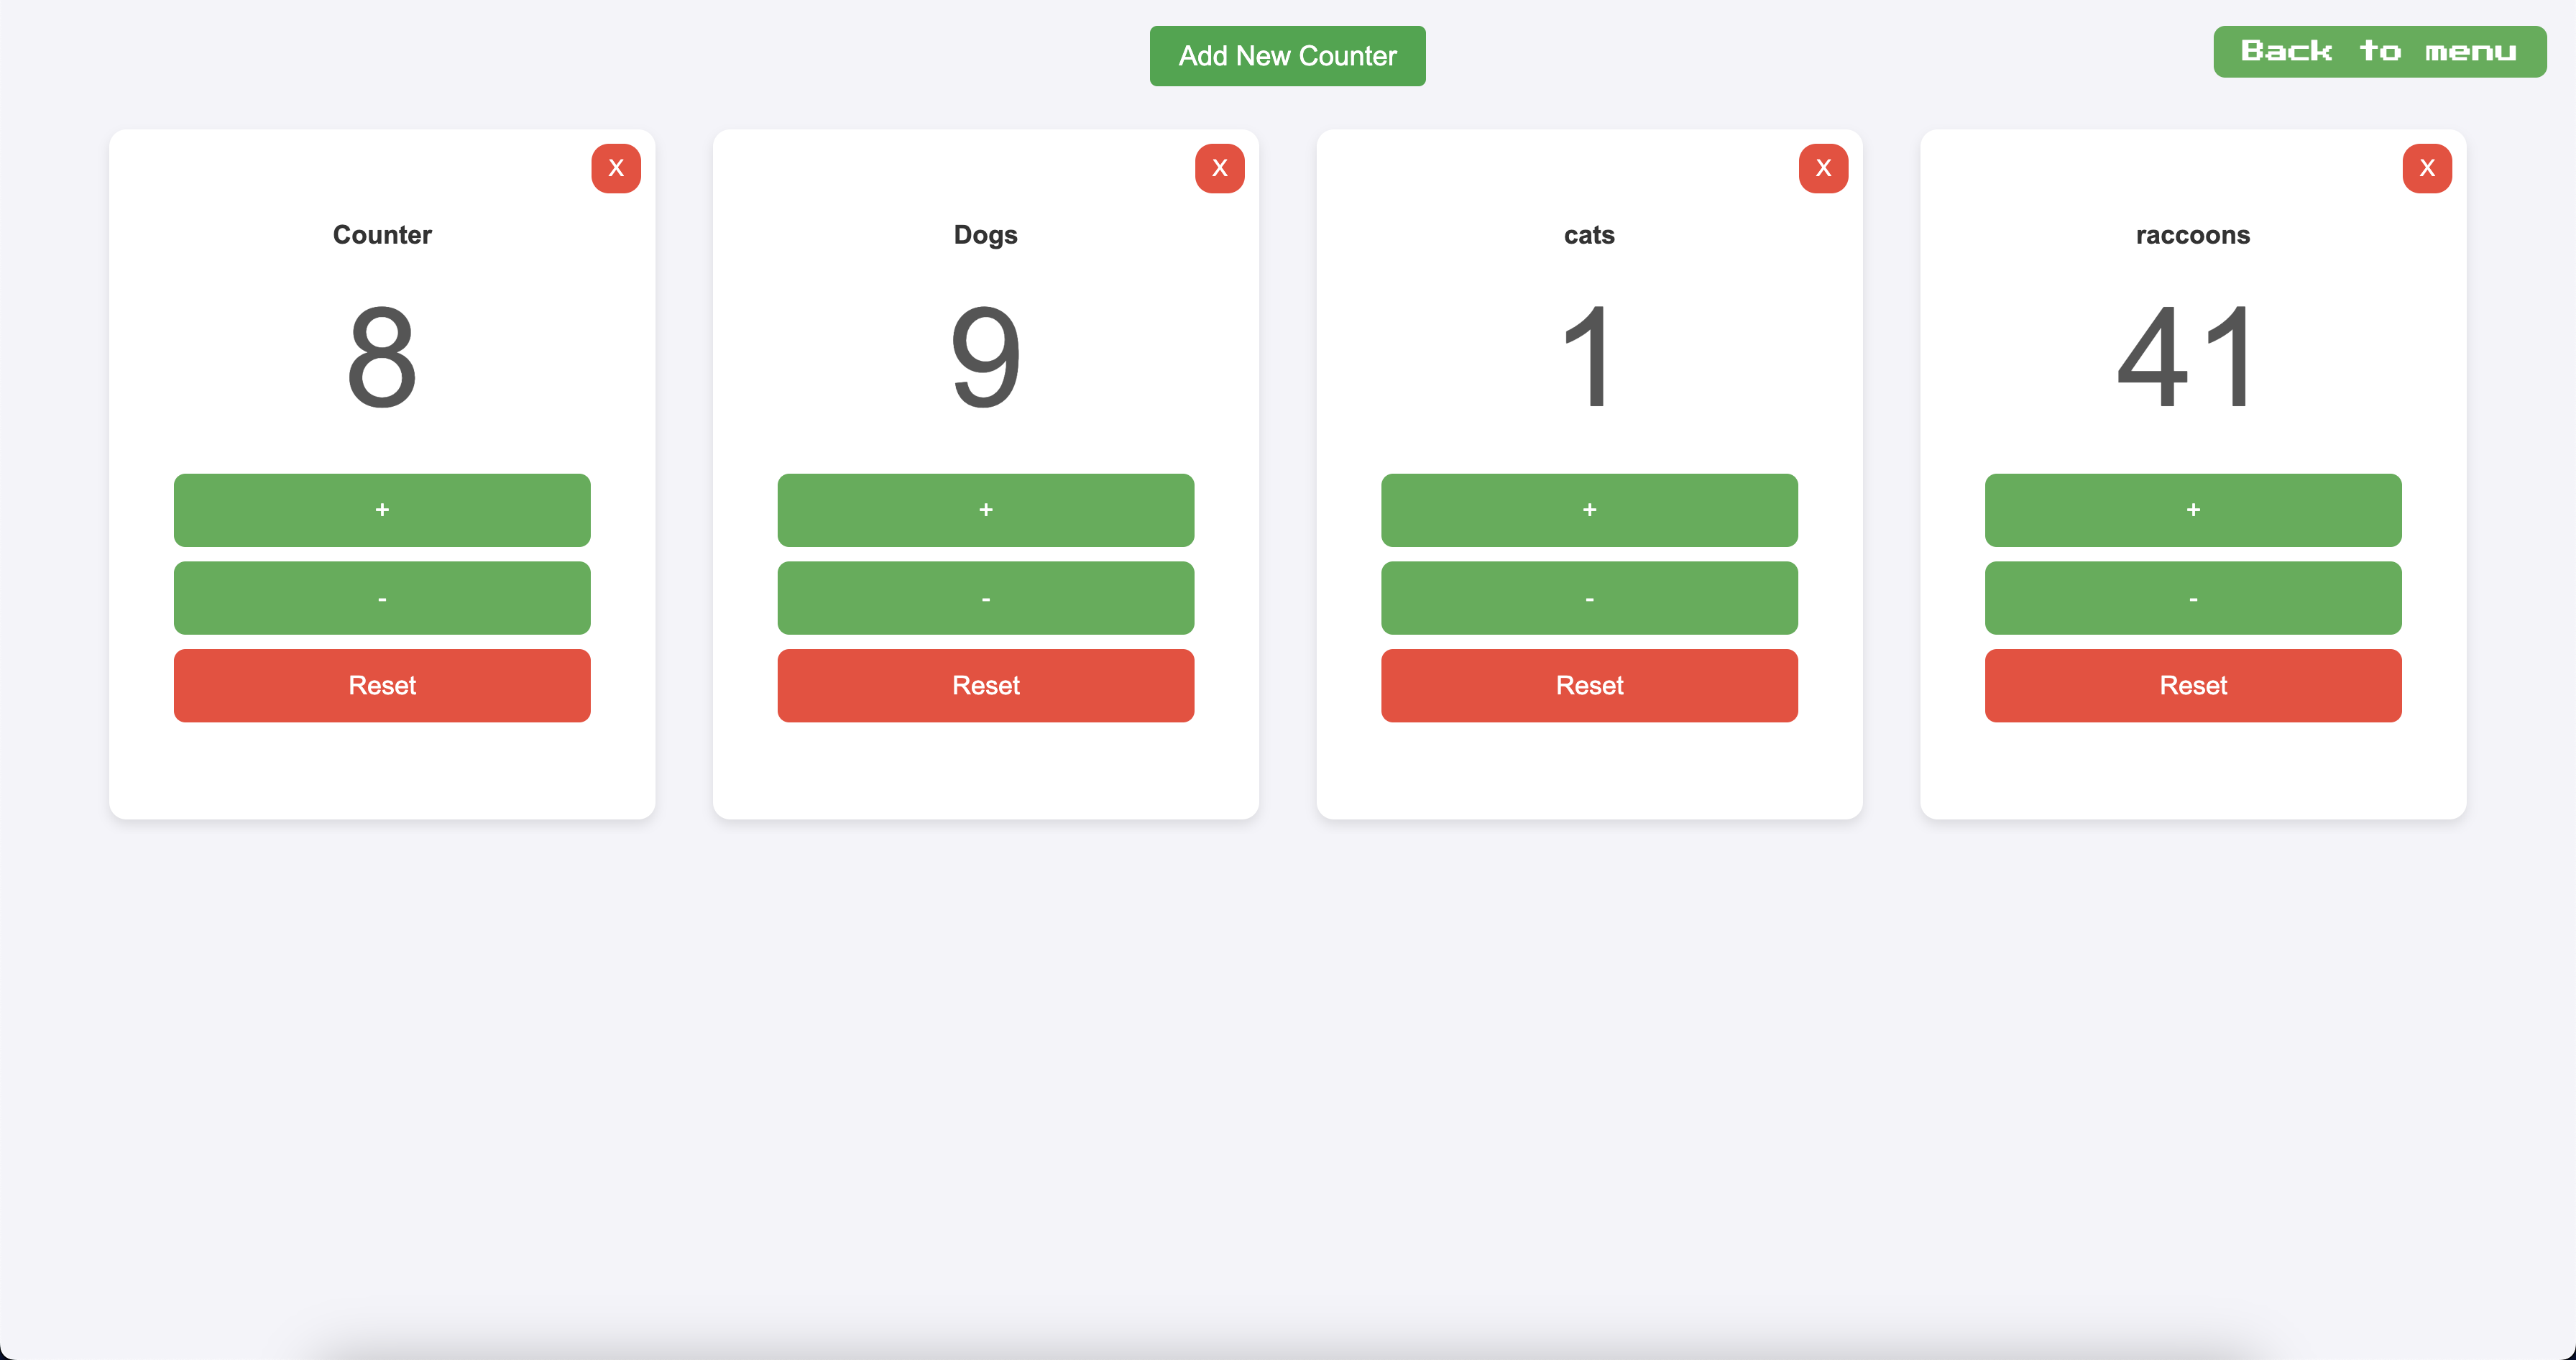 Add New Counter
Back to menu
X
X
X
X
Counter
Dogs
cats
raccoons
8
9
1
41
+
+
+
+
-
-
-
-
Reset
Reset
Reset
Reset